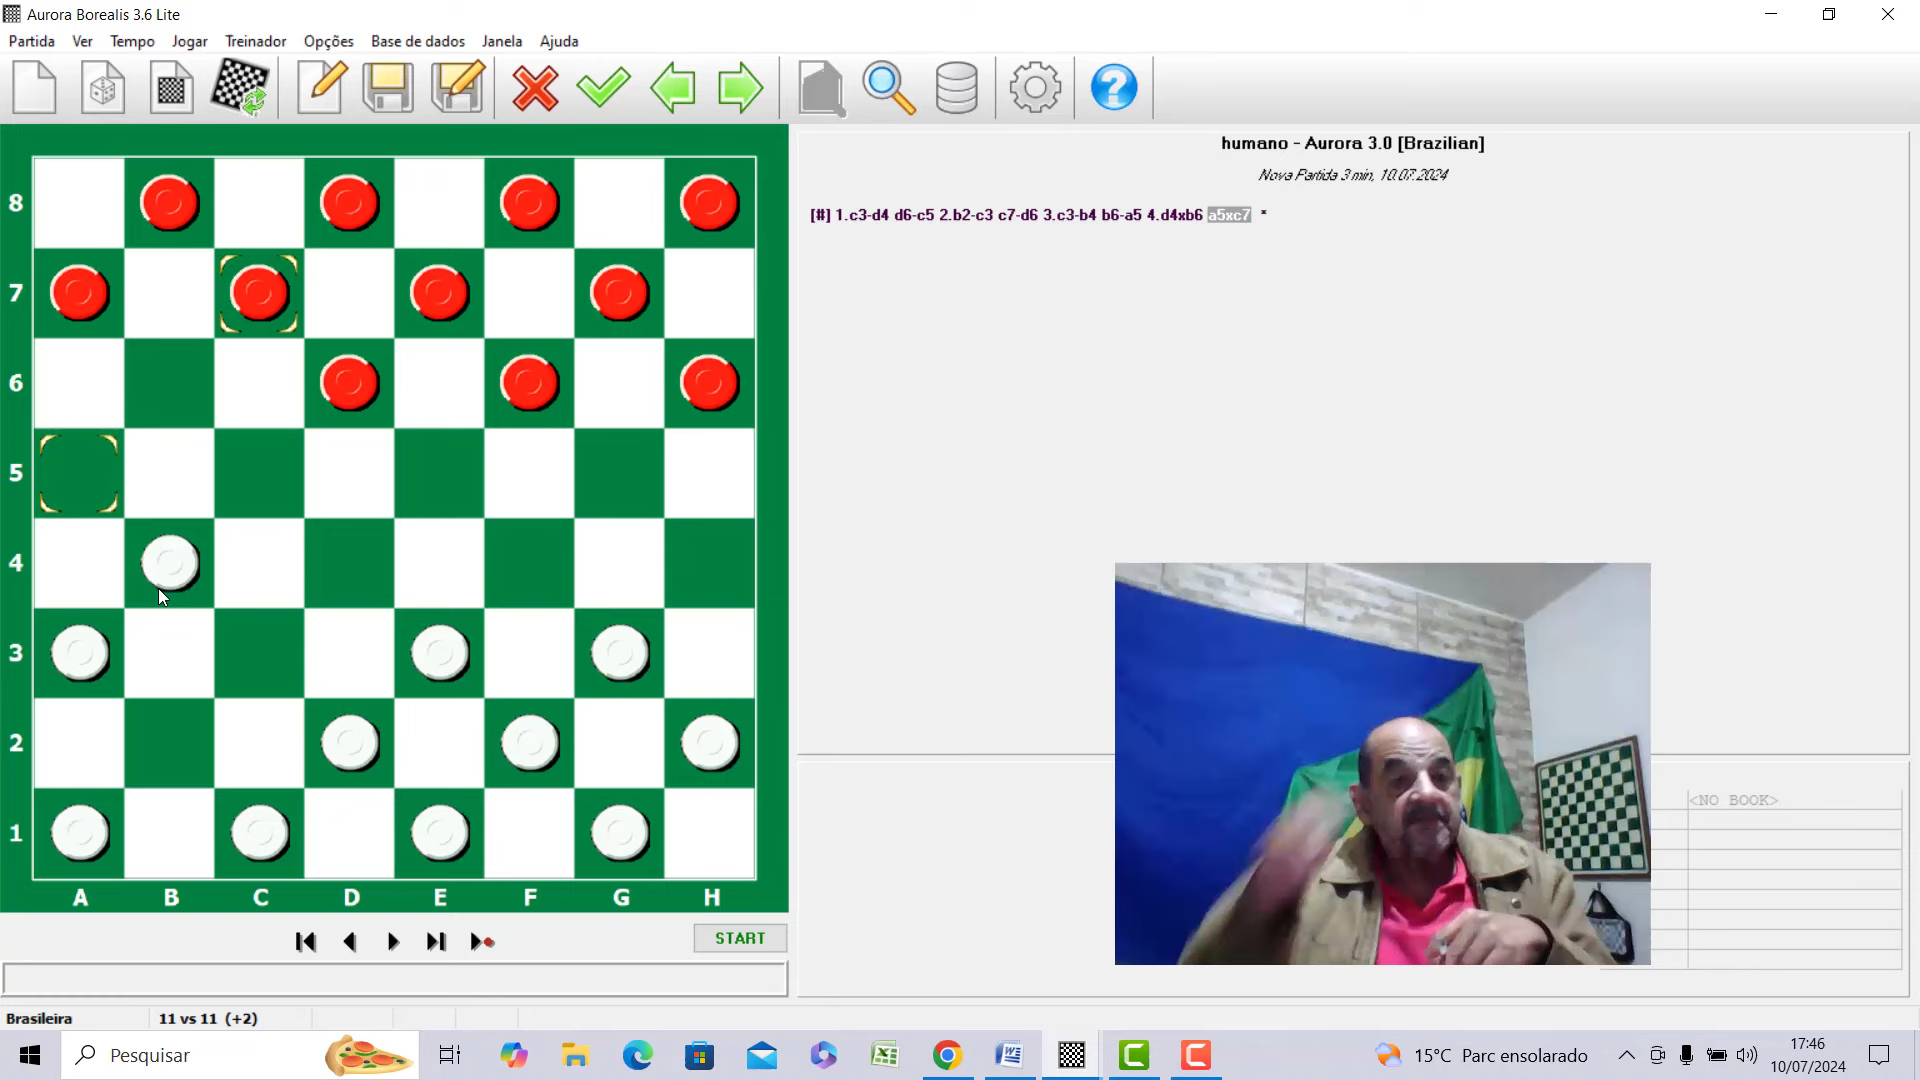 Aurora Borealis 3.6 Lite
Partida Ver Tempo Jogar Treinador Opções Base de dados Janela Ajuda
humano - Aurora 3.0 [Brazilian]
Nova Partida 3 min, 10.07.2024
[#] 1.c3-d4 d6-c5 2.b2-c3 c7-d6 3.c3-b4 b6-a5 4.d4xb6 a5xc7 *
8
7
6
5
4
3
2
1
A B C D E F G H
<NO BOOK>
START
Brasileira 11 vs 11 (+2)
Pesquisar
15°C Parc ensolarado
17:46
10/07/2024